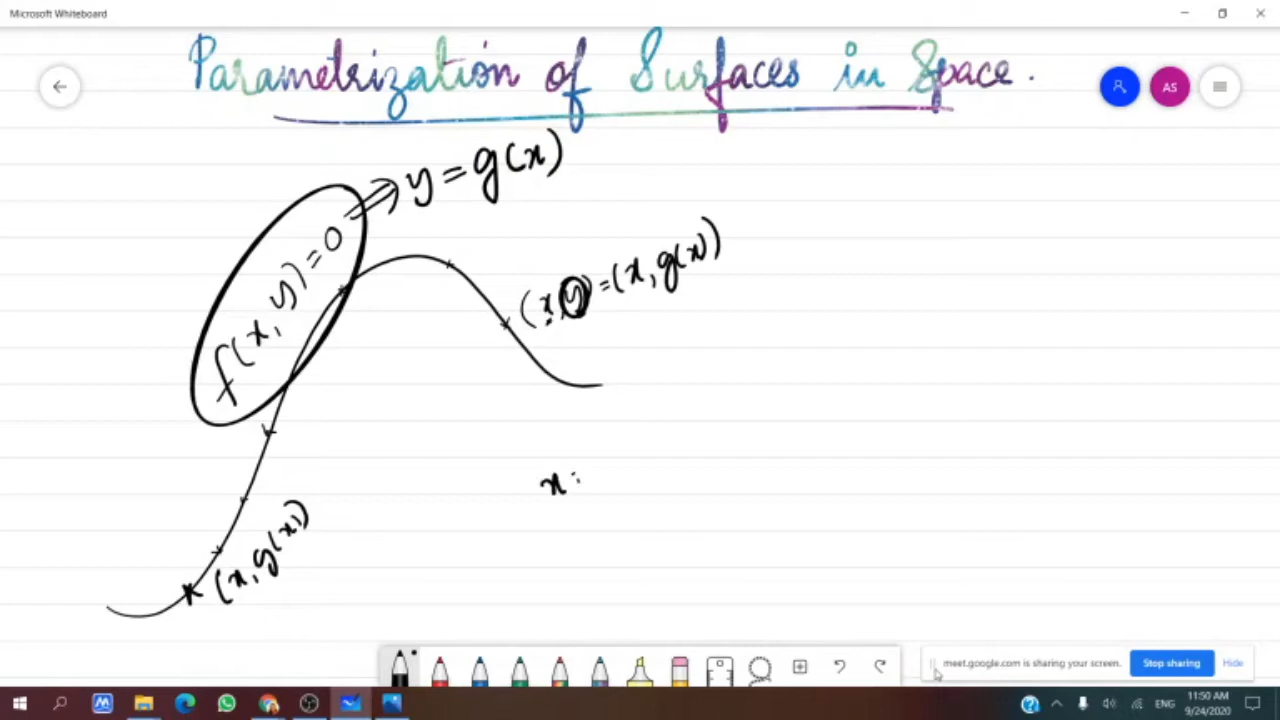 Microsoft Whiteboard
Parametrization of Surfaces in Space.
AS
f(x, y) = 0 ⇒ y = g(x)
(x, y) = (x, g(x))
x =
(x, g(x))
meet.google.com is sharing your screen.
Stop sharing
Hide
ENG
11:50 AM
9/24/2020